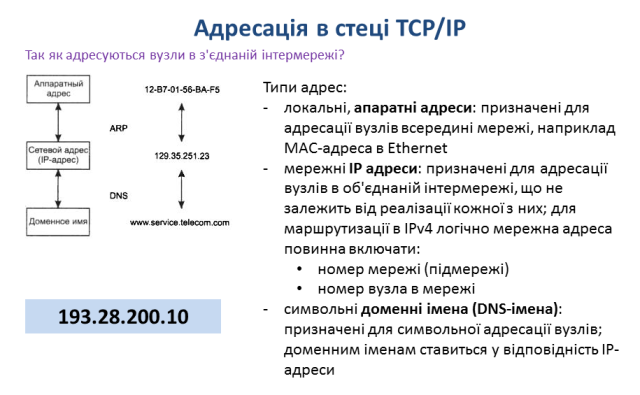 Адресація в стеці TCP/IP
Так як адресуються вузли в з'єднаній інтермережі?
Аппаратный
адрес
12-B7-01-56-BA-F5
ARP
Сетевой адрес
(IP-адрес)
129.35.251.23
DNS
Доменное имя
www.service.telecom.com
193.28.200.10
Типи адрес:
- локальні, апаратні адреси: призначені для
адресації вузлів всередині мережі, наприклад
MAC-адреса в Ethernet
- мережні IP адреси: призначені для адресації
вузлів в об'єднаній інтермережі, що не
залежить від реалізації кожної з них; для
маршрутизації в IPv4 логічно мережна адреса
повинна включати:
• номер мережі (підмережі)
• номер вузла в мережі
- символьні доменні імена (DNS-імена):
призначені для символьної адресації вузлів;
доменним іменам ставиться у відповідність IP-
адреси